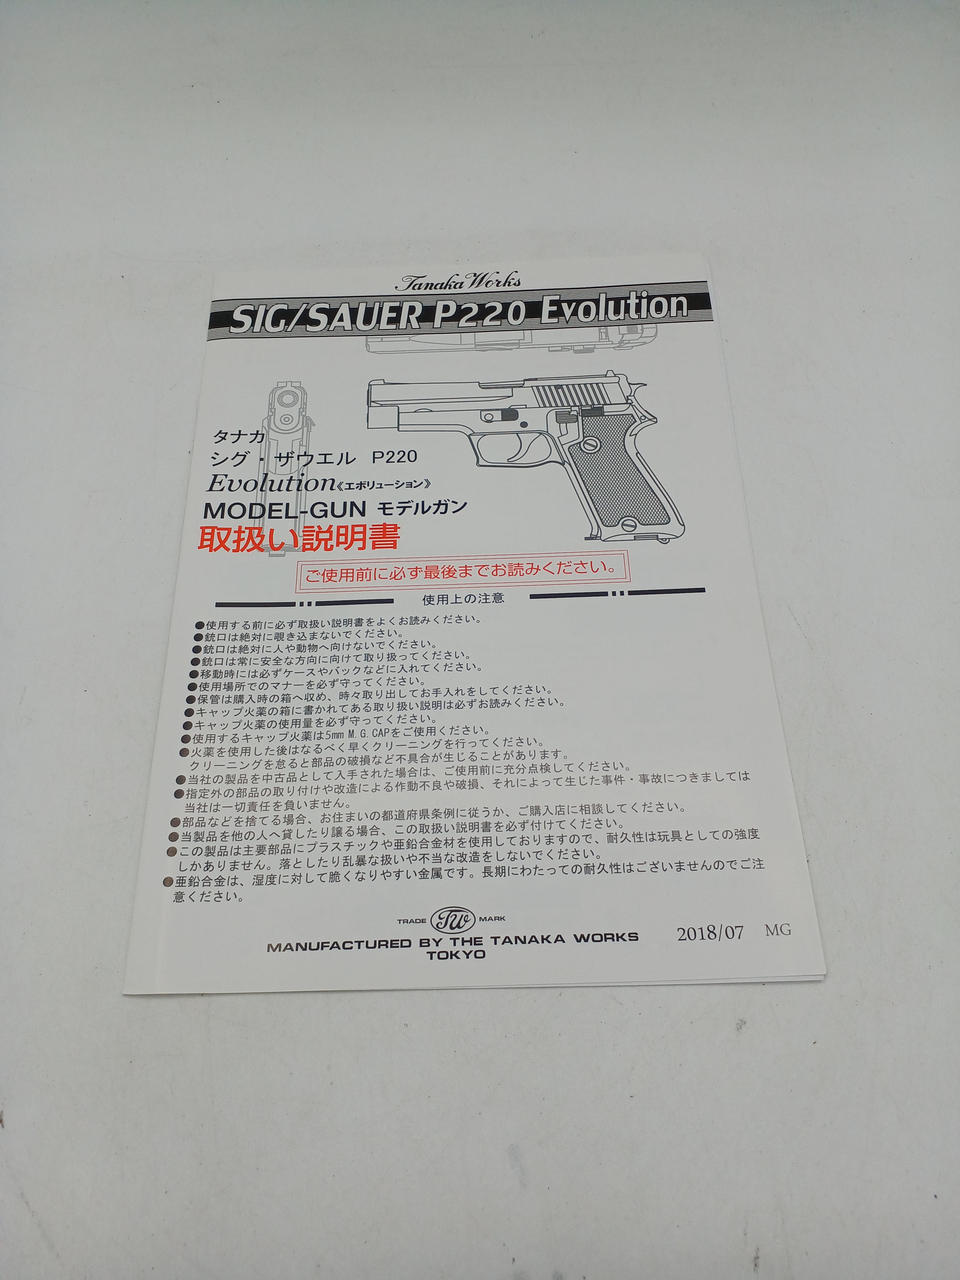 Tanaka Works
SIG/SAUER P220 Evolution
タナカ
シグ・ザウエル P220
Evolution《エボリューション》
MODEL-GUN モデルガン
取扱い説明書
ご使用前に必ず最後までお読みください。
使用上の注意
●使用する前に必ず取扱い説明書をよくお読みください。
●銃口は絶対に覗き込まないでください。
●銃口は絶対に人や動物へ向けないでください。
●銃口は常に安全な方向に向けて取り扱ってください。
●移動時には必ずケースやバックなどに入れてください。
●使用場所でのマナーを必ず守ってください。
●保管は購入時の箱へ収め、時々取り出してお手入れをしてください。
●キャップ火薬の箱に書かれてある取り扱い説明は必ずお読みください。
●キャップ火薬の使用量を必ず守ってください。
●使用するキャップ火薬は5mm M.G.CAPをご使用ください。
●火薬を使用した後はなるべく早くクリーニングを行ってください。
クリーニングを怠ると部品の破損など不具合が生じることがあります。
●当社の製品を中古品として入手された場合は、ご使用前に充分点検してください。
●指定外の部品の取り付けや改造による作動不良や破損、それによって生じた事件・事故につきましては
当社は一切責任を負いません。
●部品などを捨てる場合、お住まいの都道府県条例に従うか、ご購入店に相談してください。
●当製品を他の人へ貸したり譲る場合、この取扱い説明書を必ず付けてください。
●この製品は主要部品にプラスチックや亜鉛合金材を使用しておりますので、耐久性は玩具としての強度
しかありません。落としたり乱暴な扱いや不当な改造をしないでください。
●亜鉛合金は、湿度に対して脆くなりやすい金属です。長期にわたっての耐久性はございませんのでご注
意ください。
TRADE TW MARK
MANUFACTURED BY THE TANAKA WORKS
TOKYO
2018/07 MG